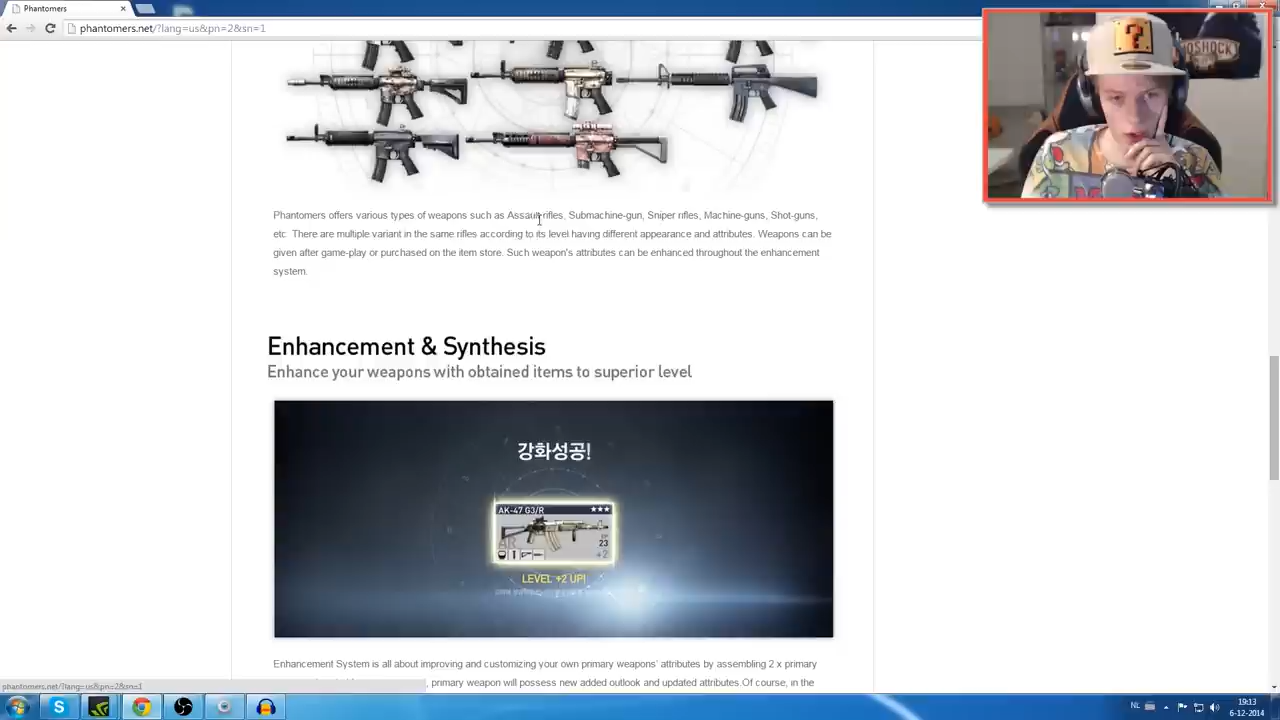 Phantomers
phantomers.net/?lang=us&pn=2&sn=1
OSHOCK
Phantomers offers various types of weapons such as Assault rifles, Submachine-gun, Sniper rifles, Machine-guns, Shot-guns,
etc There are multiple variant in the same rifles according to its level having different appearance and attributes. Weapons can be
given after game-play or purchased on the item store. Such weapon's attributes can be enhanced throughout the enhancement
system.
Enhancement & Synthesis
Enhance your weapons with obtained items to superior level
강화성공!
AK-47 G3/R ★★★
AR
23
+2
LEVEL +2 UP!
Enhancement System is all about improving and customizing your own primary weapons' attributes by assembling 2 x primary
, primary weapon will possess new added outlook and updated attributes.Of course, in the
phantomers.net/?lang=us&pn=2&sn=1
NL
19:13
6-12-2014